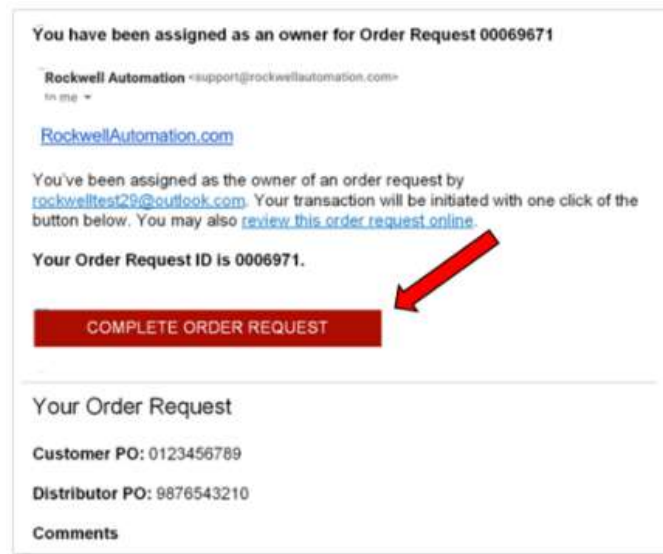 You have been assigned as an owner for Order Request 00069671
Rockwell Automation <support@rockwellautomation.com>
to me
RockwellAutomation.com
You've been assigned as the owner of an order request by
rockwelltest29@outlook.com. Your transaction will be initiated with one click of the
button below. You may also review this order request online.
Your Order Request ID is 0006971.
COMPLETE ORDER REQUEST
Your Order Request
Customer PO: 0123456789
Distributor PO: 9876543210
Comments